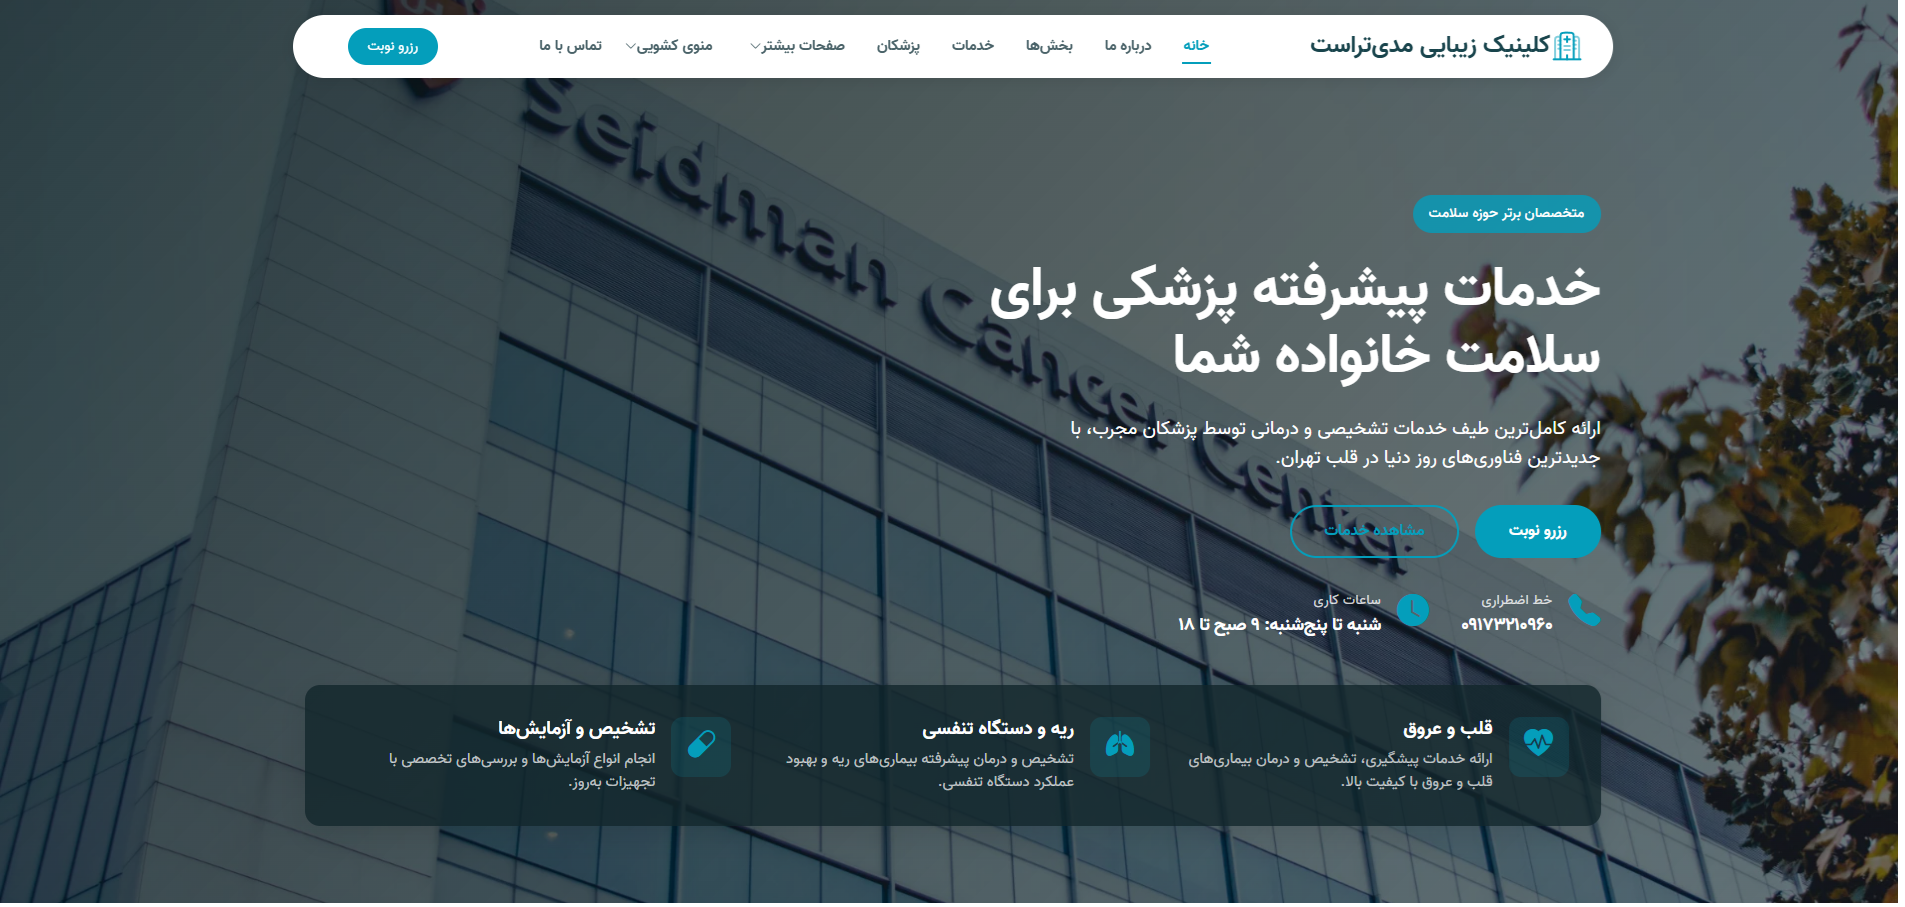 کلینیک زیبایی مدی‌تراست
خانه
درباره ما
بخش‌ها
خدمات
پزشکان
صفحات بیشتر
منوی کشویی
تماس با ما
رزرو نوبت
Seidman Cancer Center
متخصصان برتر حوزه سلامت
خدمات پیشرفته پزشکی برای
سلامت خانواده شما
ارائه کامل‌ترین طیف خدمات تشخیصی و درمانی توسط پزشکان مجرب، با
جدیدترین فناوری‌های روز دنیا در قلب تهران.
رزرو نوبت
مشاهده خدمات
خط اضطراری
۰۹۱۷۳۲۱۰۹۶۰
ساعات کاری
شنبه تا پنج‌شنبه: ۹ صبح تا ۱۸
قلب و عروق
ارائه خدمات پیشگیری، تشخیص و درمان بیماری‌های
قلب و عروق با کیفیت بالا.
ریه و دستگاه تنفسی
تشخیص و درمان پیشرفته بیماری‌های ریه و بهبود
عملکرد دستگاه تنفسی.
تشخیص و آزمایش‌ها
انجام انواع آزمایش‌ها و بررسی‌های تخصصی با
تجهیزات به‌روز.